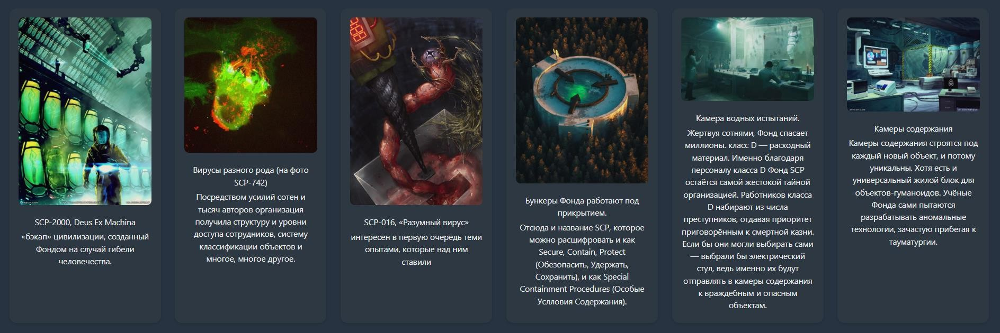 SCP-2000, Deus Ex Machina
«бэкап» цивилизации, созданный
Фондом на случай гибели
человечества.
Вирусы разного рода (на фото
SCP-742)
Посредством усилий сотен и
тысяч авторов организация
получила структуру и уровни
доступа сотрудников, систему
классификации объектов и
многое, многое другое.
SCP-016, «Разумный вирус»
интересен в первую очередь теми
опытами, которые над ним
ставили
Бункеры Фонда работают под
прикрытием.
Отсюда и название SCP, которое
можно расшифровать и как
Secure, Contain, Protect
(Обезопасить, Удержать,
Сохранить), и как Special
Containment Procedures (Особые
Услловия Содержания).
Камера водных испытаний.
Жертвуя сотнями, Фонд спасает
миллионы. класс D — расходный
материал. Именно благодаря
персоналу класса D Фонд SCP
остаётся самой жестокой тайной
организацией. Работников класса
D набирают из числа
преступников, отдавая приоритет
приговорённым к смертной казни.
Если бы они могли выбирать сами
— выбрали бы электрический
стул, ведь именно их будут
отправлять в камеры содержания
к враждебным и опасным
объектам.
Камеры содержания
Камеры содержания строятся под
каждый новый объект, и потому
уникальны. Хотя есть и
универсальный жилой блок для
объектов-гуманоидов. Учёные
Фонда сами пытаются
разрабатывать аномальные
технологии, зачастую прибегая к
тауматургии.